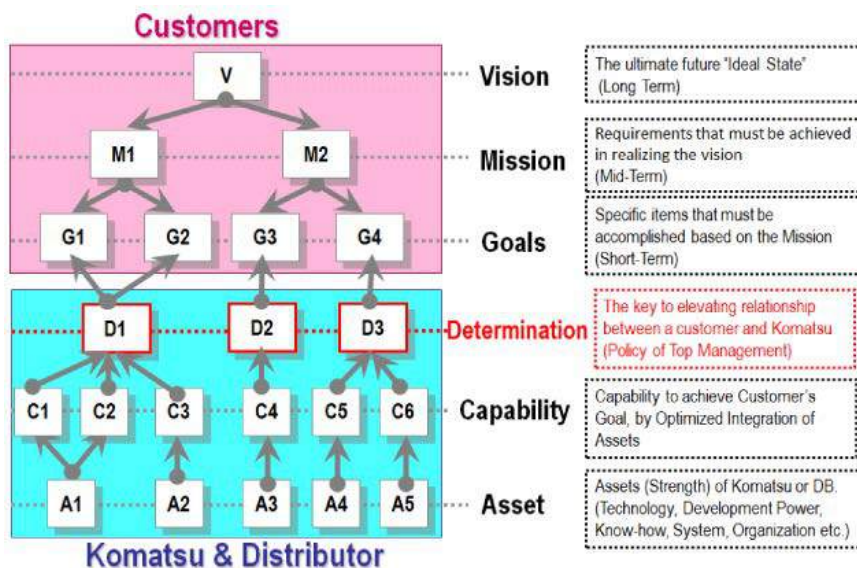 Customers
V
Vision
The ultimate future "Ideal State"
(Long Term)
M1
M2
Mission
Requirements that must be achieved
in realizing the vision
(Mid-Term)
G1
G2
G3
G4
Goals
Specific items that must be
accomplished based on the Mission
(Short-Term)
D1
D2
D3
Determination
The key to elevating relationship
between a customer and Komatsu
(Policy of Top Management)
C1
C2
C3
C4
C5
C6
Capability
Capability to achieve Customer's
Goal, by Optimized Integration of
Assets
A1
A2
A3
A4
A5
Asset
Assets (Strength) of Komatsu or DB.
(Technology, Development Power,
Know-how, System, Organization etc.)
Komatsu & Distributor